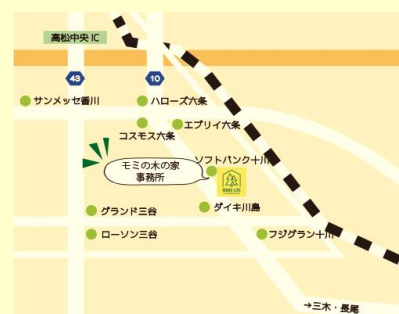 高松中央 IC
43
10
サンメッセ香川
ハローズ六条
コスモス六条
エブリイ六条
ソフトバンク十川
モミの木の家
事務所
グランド三谷
ダイキ川島
ローソン三谷
フジグラン十川
→三木・長尾